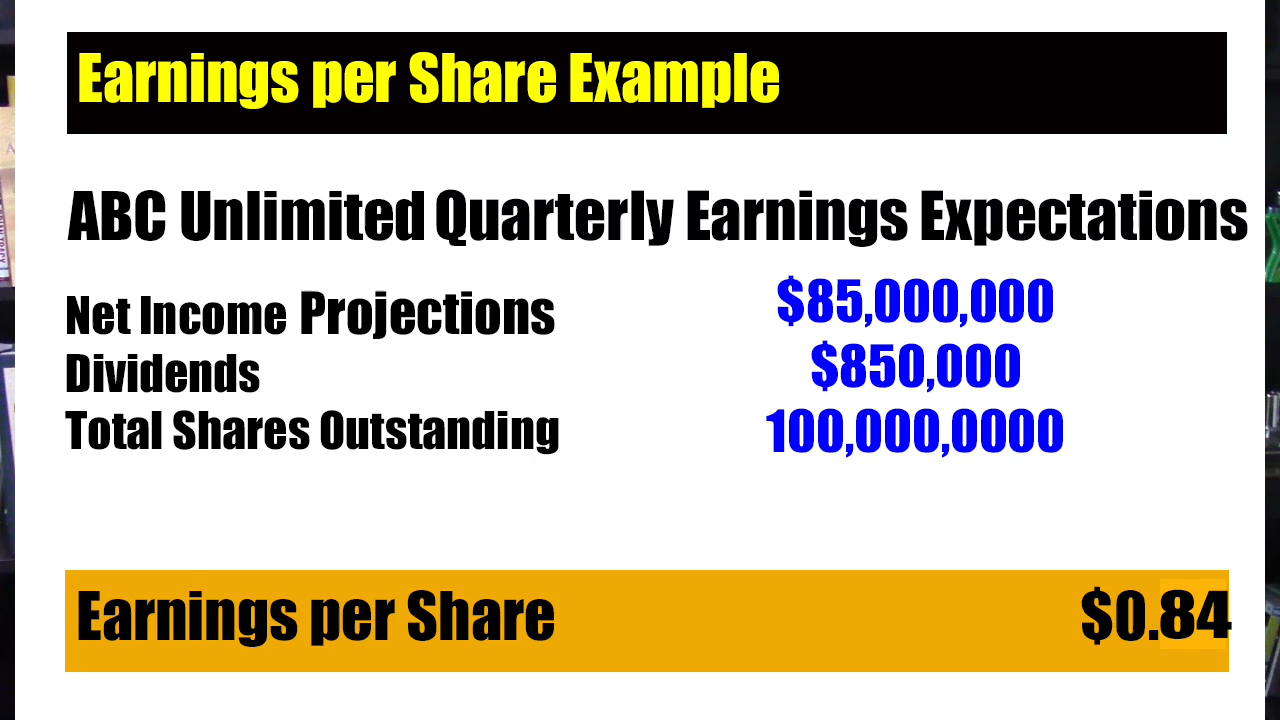 Earnings per Share Example
ABC Unlimited Quarterly Earnings Expectations
Net Income Projections $85,000,000
Dividends $850,000
Total Shares Outstanding 100,000,0000
Earnings per Share $0.84